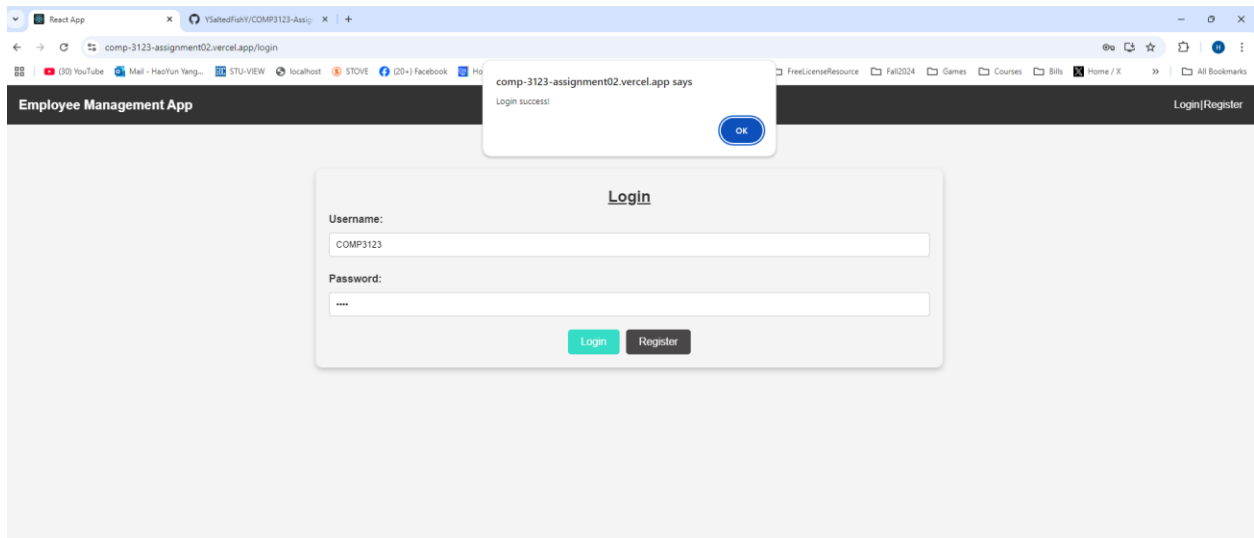 React App
YSaltedFishY/COMP3123-Assig
comp-3123-assignment02.vercel.app/login
(30) YouTube
Mail - HaoYun Yang...
STU-VIEW
localhost
STOVE
(20+) Facebook
Ho
FreeLicenseResource
Fall2024
Games
Courses
Bills
Home / X
All Bookmarks
comp-3123-assignment02.vercel.app says
Login success!
OK
Employee Management App
Login|Register
Login
Username:
COMP3123
Password:
••••
Login
Register